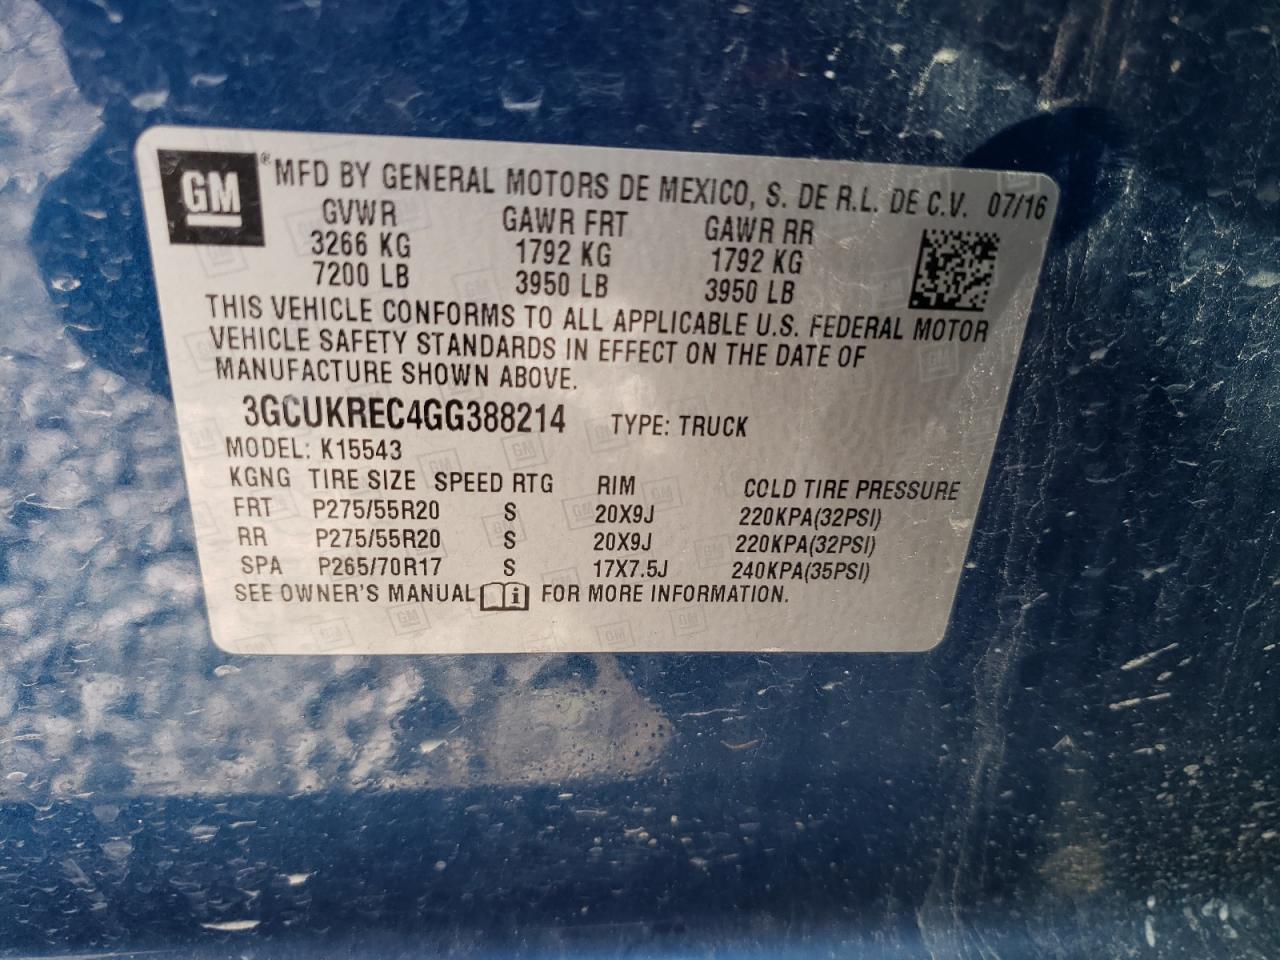 GM ® MFD BY GENERAL MOTORS DE MEXICO, S. DE R.L. DE C.V. 07/16
GVWR GAWR FRT GAWR RR
3266 KG 1792 KG 1792 KG
7200 LB 3950 LB 3950 LB
THIS VEHICLE CONFORMS TO ALL APPLICABLE U.S. FEDERAL MOTOR
VEHICLE SAFETY STANDARDS IN EFFECT ON THE DATE OF
MANUFACTURE SHOWN ABOVE.
3GCUKREC4GG388214 TYPE: TRUCK
MODEL: K15543
KGNG TIRE SIZE SPEED RTG RIM COLD TIRE PRESSURE
FRT P275/55R20 S 20X9J 220KPA(32PSI)
RR P275/55R20 S 20X9J 220KPA(32PSI)
SPA P265/70R17 S 17X7.5J 240KPA(35PSI)
SEE OWNER'S MANUAL i FOR MORE INFORMATION.